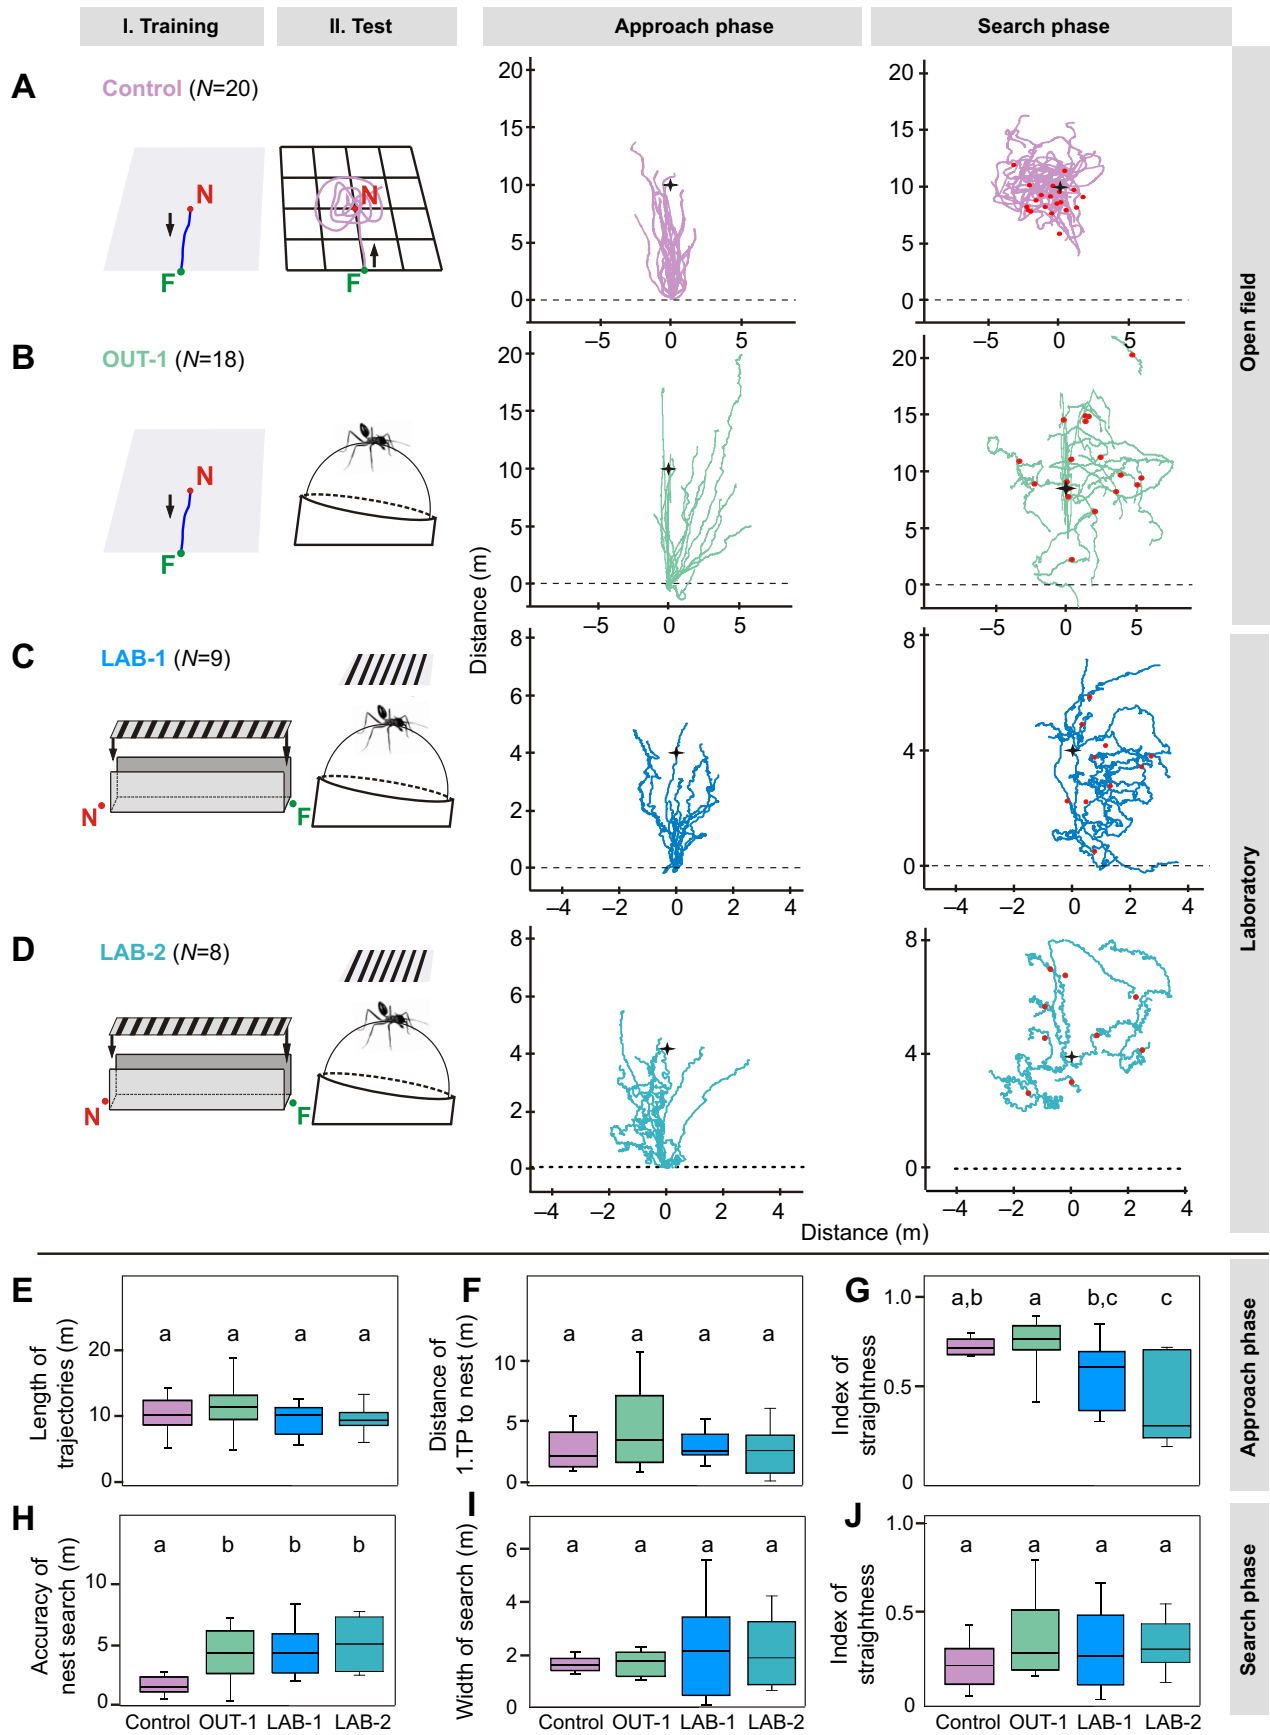 I. Training
II. Test
Approach phase
Search phase
A
Control (N=20)
N
F
N
F
20
15
10
5
0
–5
0
5
20
15
10
5
0
–5
0
5
Open field
B
OUT-1 (N=18)
N
F
20
15
10
5
0
–5
0
5
20
15
10
5
0
–5
0
5
Distance (m)
C
LAB-1 (N=9)
N
F
8
6
4
2
0
–4
–2
0
2
4
8
4
0
–4
–2
0
2
4
Laboratory
D
LAB-2 (N=8)
N
F
8
6
4
2
0
–4
–2
0
2
4
8
4
0
–4
–2
0
2
4
Distance (m)
E
Length of
trajectories (m)
20
10
0
a a a a
F
Distance of
1.TP to nest (m)
10
5
0
a a a a
G
Index of
straightness
1.0
0.5
0
a,b a b,c c
Approach phase
H
Accuracy of
nest search (m)
10
5
0
a b b b
Control OUT-1 LAB-1 LAB-2
I
Width of search (m)
6
4
2
0
a a a a
Control OUT-1 LAB-1 LAB-2
J
Index of
straightness
1.0
0.5
0
a a a a
Control OUT-1 LAB-1 LAB-2
Search phase